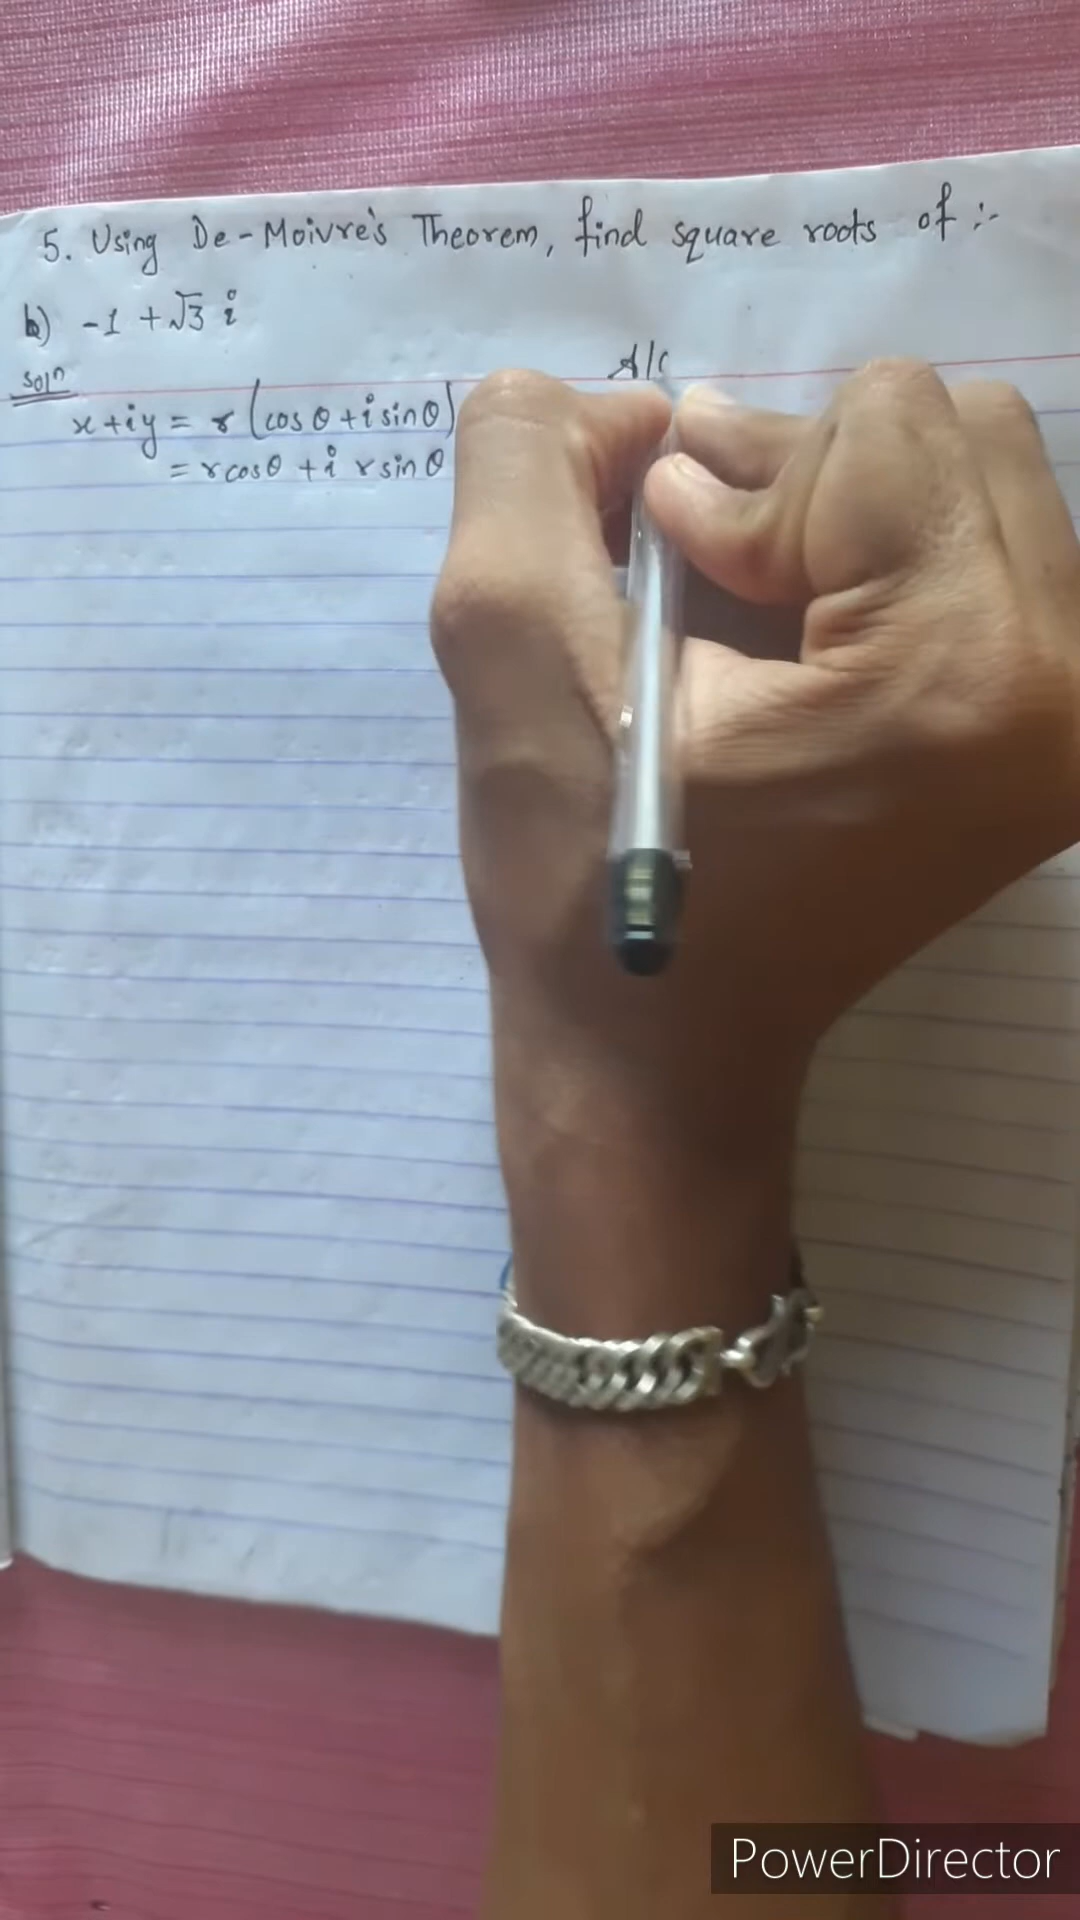 5. Using De-Moivre's Theorem, find square roots of :-
b) -1 + √3 i
Soln
x+iy = r (cos θ + i sin θ)
= r cos θ + i r sin θ
A/C
PowerDirector